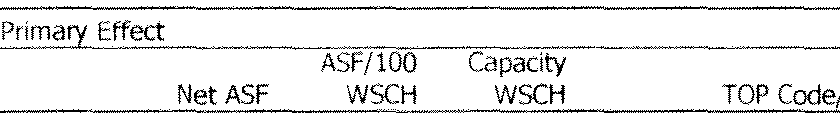 Primary Effect
ASF/100 Capacity
Net ASF WSCH WSCH TOP Code/